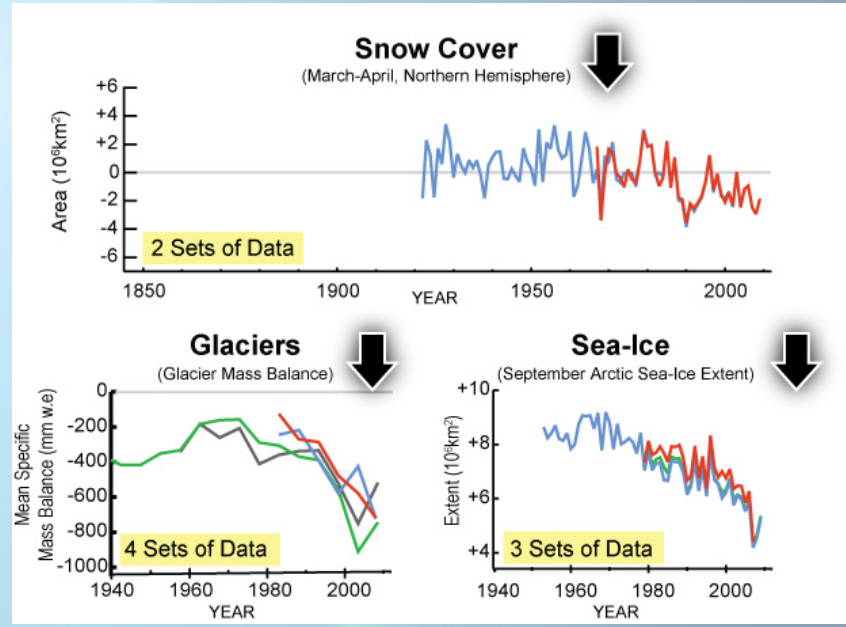 Snow Cover
(March-April, Northern Hemisphere)
Area (10⁶km²)
+6
+4
+2
0
-2
-4
-6
2 Sets of Data
1850
1900
1950
2000
YEAR
Glaciers
(Glacier Mass Balance)
Mean Specific
Mass Balance (mm w.e)
0
-200
-400
-600
-800
-1000
4 Sets of Data
1940
1960
1980
2000
YEAR
Sea-Ice
(September Arctic Sea-Ice Extent)
Extent (10⁶km²)
+10
+8
+6
+4
3 Sets of Data
1940
1960
1980
2000
YEAR